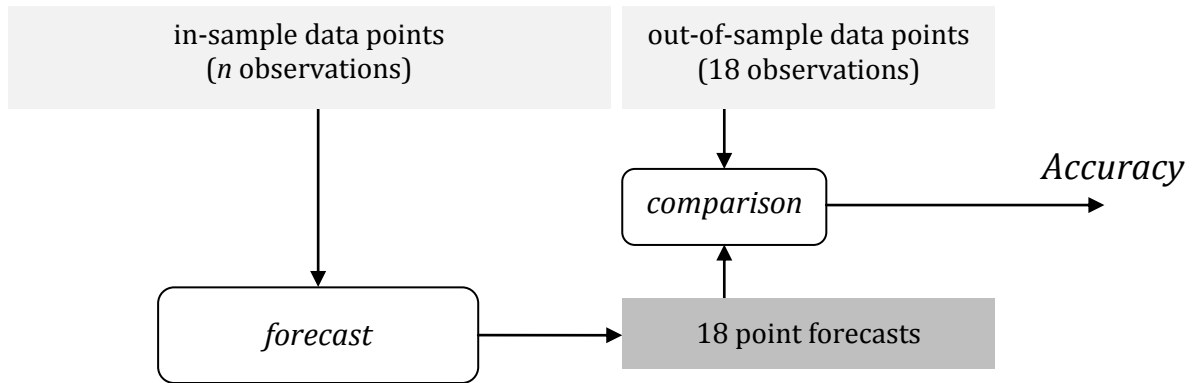 in-sample data points
(n observations)
out-of-sample data points
(18 observations)
comparison
Accuracy
forecast
18 point forecasts